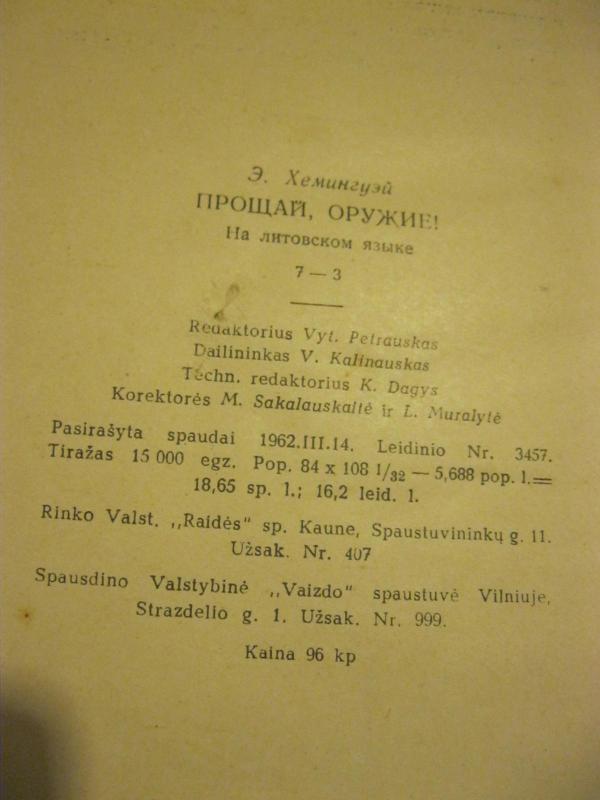 Э. Хемингуэй
ПРОЩАЙ, ОРУЖИЕ!
На литовском языке
7 — 3
Redaktorius Vyt. Petrauskas
Dailininkas V. Kalinauskas
Techn. redaktorius K. Dagys
Korektorės M. Sakalauskaitė ir L. Muralytė
Pasirašyta spaudai 1962.III.14. Leidinio Nr. 3457.
Tiražas 15 000 egz. Pop. 84 x 108 1/32 — 5,688 pop. l.=
18,65 sp. l.; 16,2 leid. l.
Rinko Valst. ,,Raidės" sp. Kaune, Spaustuvininkų g. 11.
Užsak. Nr. 407
Spausdino Valstybinė ,,Vaizdo" spaustuvė Vilniuje,
Strazdelio g. 1. Užsak. Nr. 999.
Kaina 96 kp